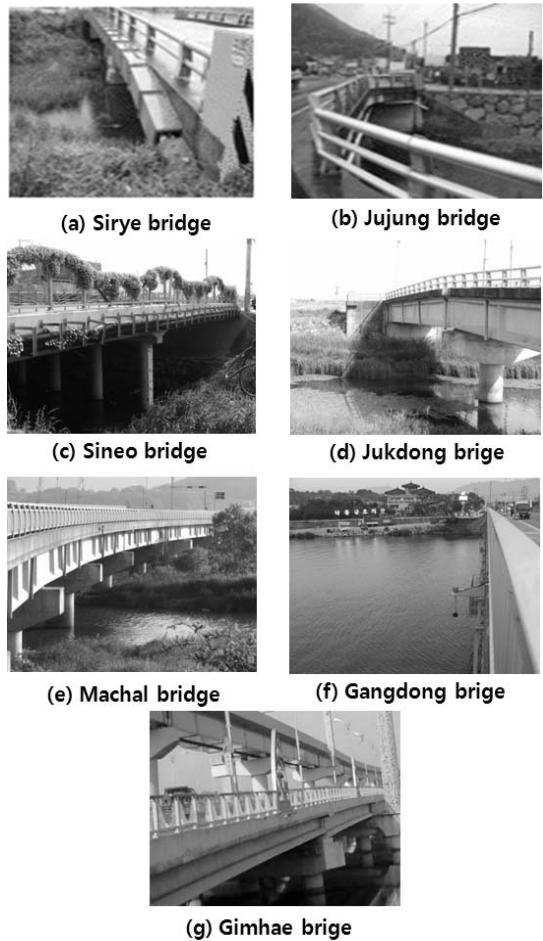 (a) Sirye bridge
(b) Jujung bridge
(c) Sineo bridge
(d) Jukdong brige
(e) Machal bridge
(f) Gangdong brige
(g) Gimhae brige